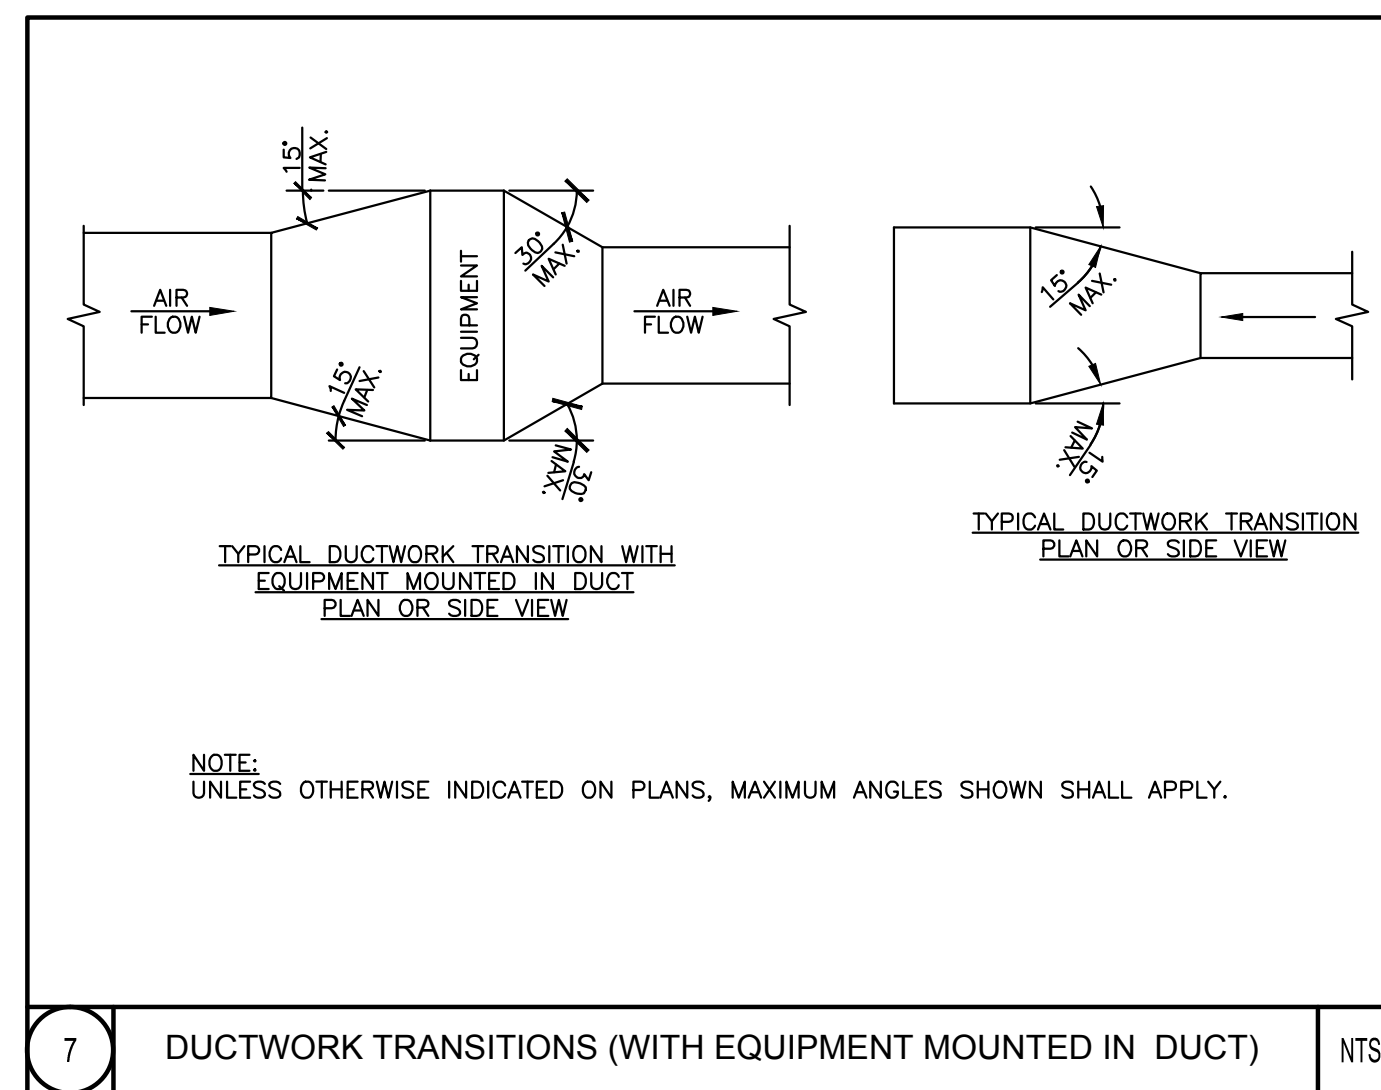 15°
MAX.
30°
MAX.
AIR
FLOW
EQUIPMENT
AIR
FLOW
15°
MAX.
30°
MAX.
TYPICAL DUCTWORK TRANSITION WITH
EQUIPMENT MOUNTED IN DUCT
PLAN OR SIDE VIEW
15°
MAX.
15°
MAX.
TYPICAL DUCTWORK TRANSITION
PLAN OR SIDE VIEW
NOTE:
UNLESS OTHERWISE INDICATED ON PLANS, MAXIMUM ANGLES SHOWN SHALL APPLY.
7
DUCTWORK TRANSITIONS (WITH EQUIPMENT MOUNTED IN DUCT)
NTS